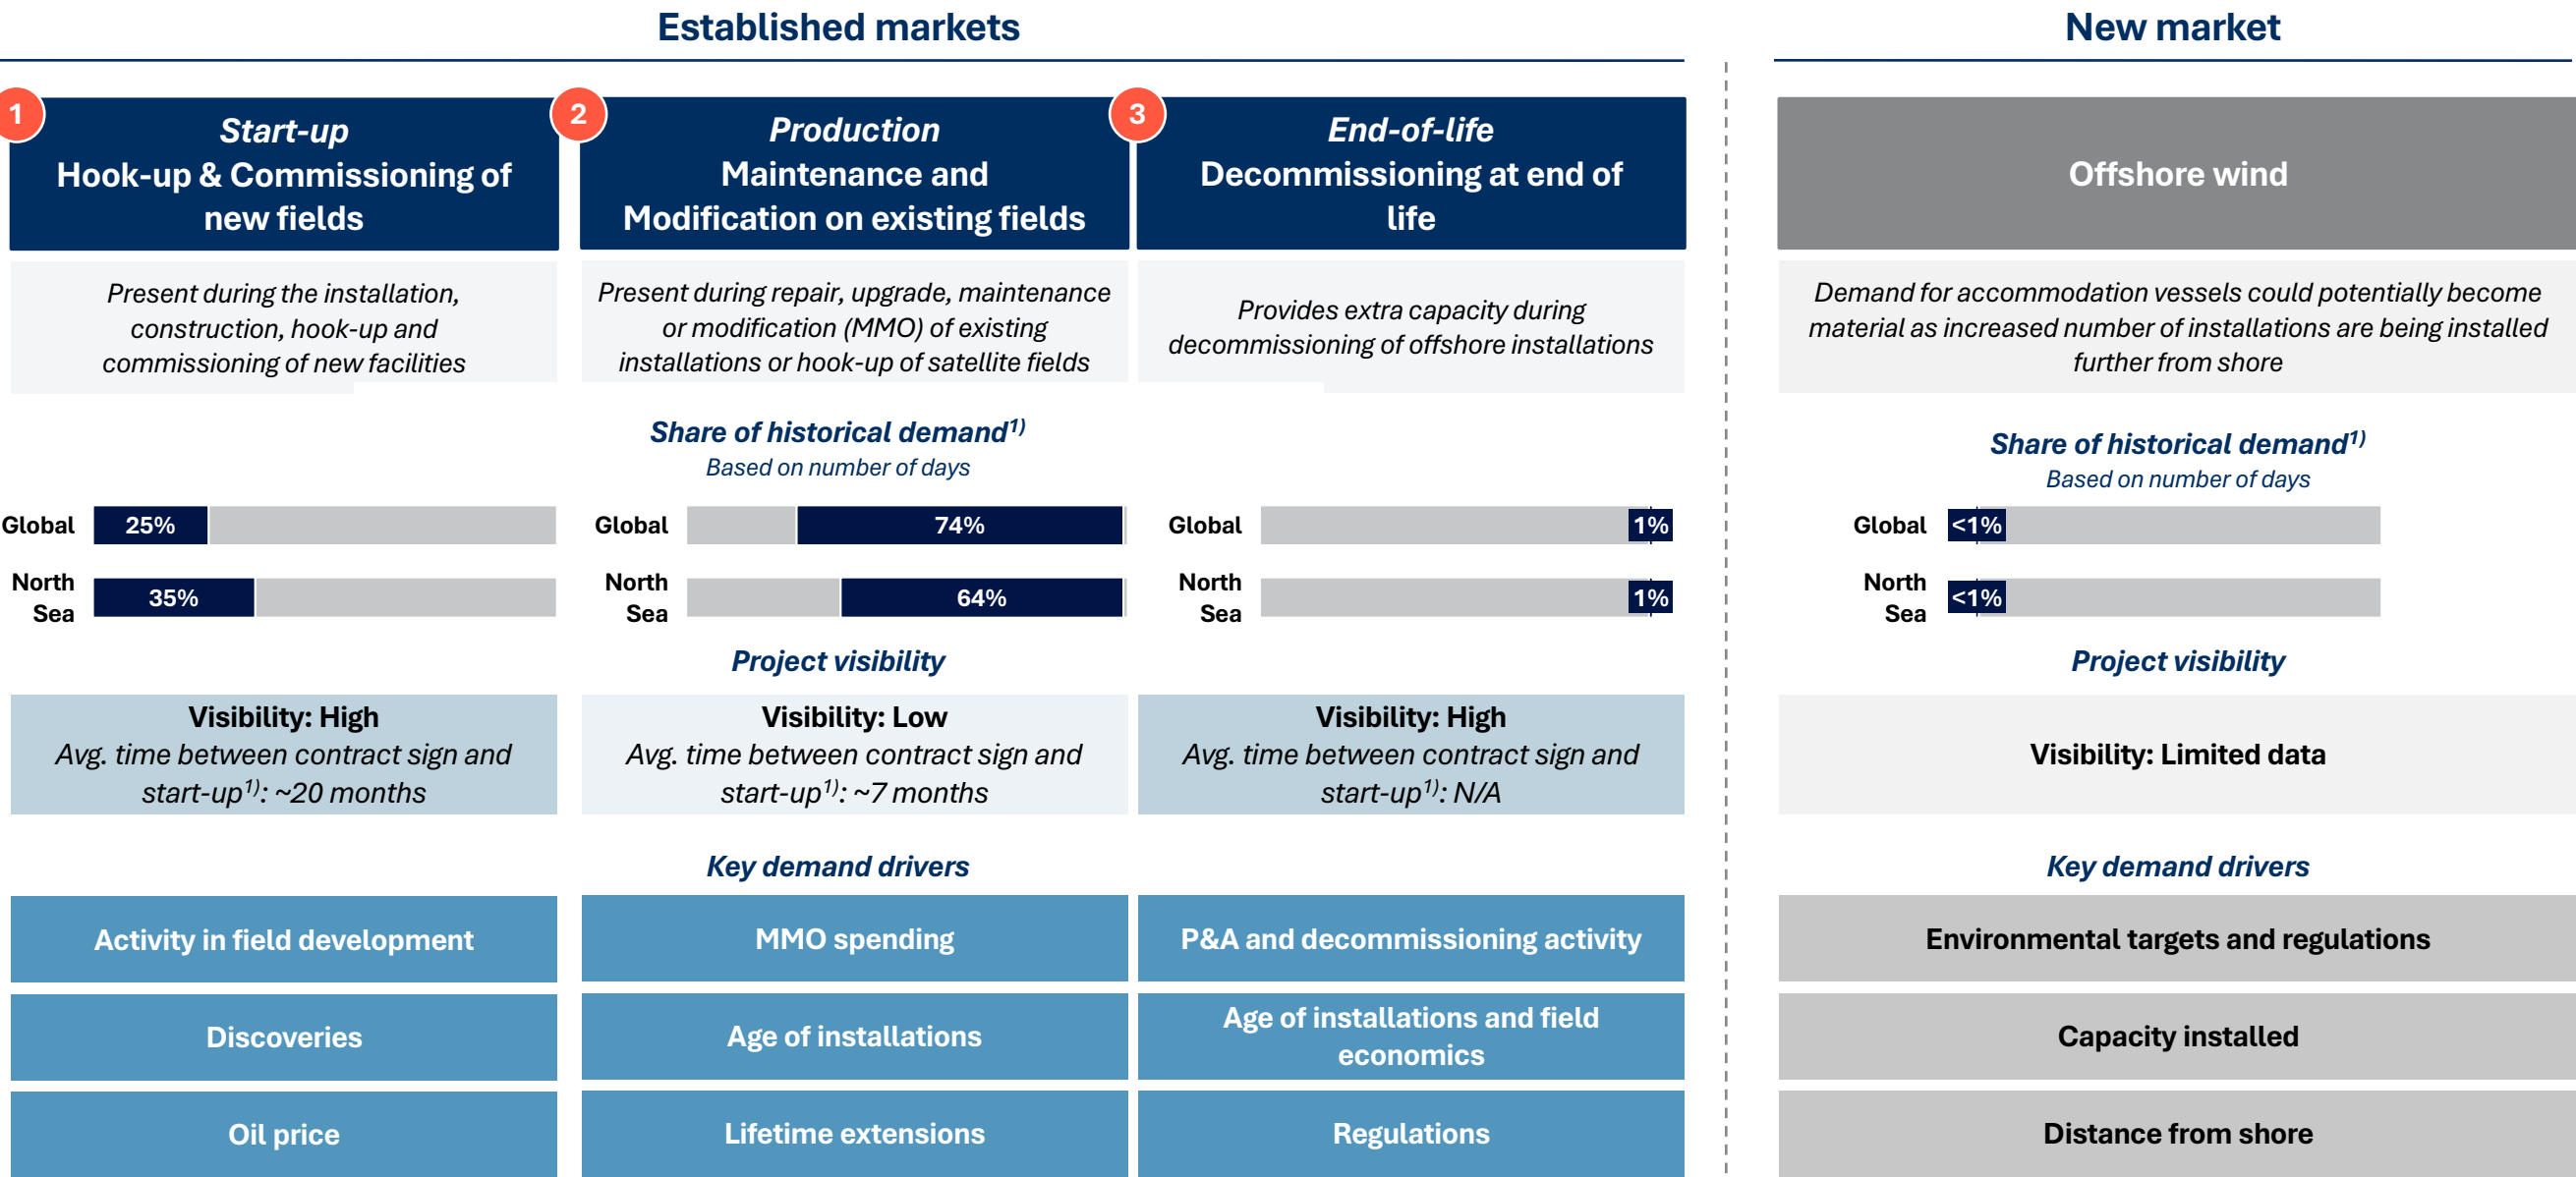 Established markets
New market
1
Start-up
Hook-up & Commissioning of
new fields
2
Production
Maintenance and
Modification on existing fields
3
End-of-life
Decommissioning at end of
life
Offshore wind
Present during the installation,
construction, hook-up and
commissioning of new facilities
Present during repair, upgrade, maintenance
or modification (MMO) of existing
installations or hook-up of satellite fields
Provides extra capacity during
decommissioning of offshore installations
Demand for accommodation vessels could potentially become
material as increased number of installations are being installed
further from shore
Share of historical demand1)
Based on number of days
Share of historical demand1)
Based on number of days
Global 25%
Global 74%
Global 1%
Global <1%
North
Sea
35%
North
Sea
64%
North
Sea
1%
North
Sea
<1%
Project visibility
Project visibility
Visibility: High
Avg. time between contract sign and
start-up1): ~20 months
Visibility: Low
Avg. time between contract sign and
start-up1): ~7 months
Visibility: High
Avg. time between contract sign and
start-up1): N/A
Visibility: Limited data
Key demand drivers
Key demand drivers
Activity in field development
MMO spending
P&A and decommissioning activity
Environmental targets and regulations
Discoveries
Age of installations
Age of installations and field
economics
Capacity installed
Oil price
Lifetime extensions
Regulations
Distance from shore